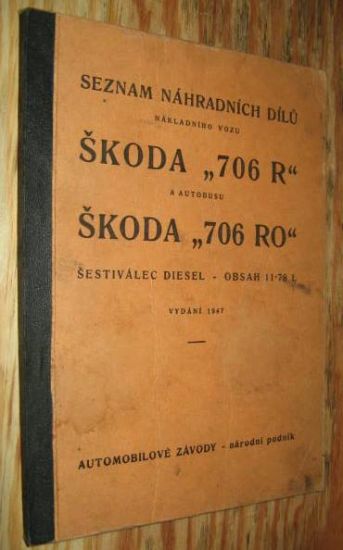 SEZNAM NÁHRADNÍCH DÍLŮ
NÁKLADNÍHO VOZU
ŠKODA „706 R“
A AUTOBUSU
ŠKODA „706 RO“
ŠESTIVÁLEC DIESEL - OBSAH 11·78 L
VYDÁNÍ 1947
AUTOMOBILOVÉ ZÁVODY - národní podnik